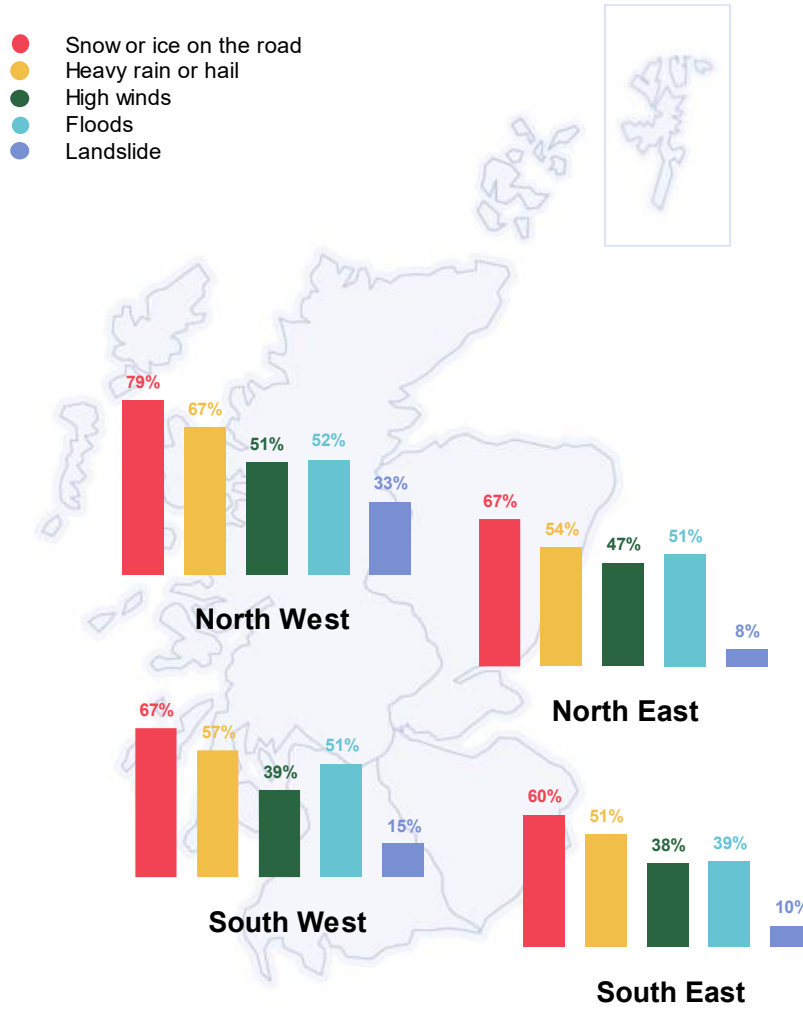 Snow or ice on the road
Heavy rain or hail
High winds
Floods
Landslide
79%
67%
51%
52%
33%
North West
67%
54%
47%
51%
8%
North East
67%
57%
39%
51%
15%
South West
60%
51%
38%
39%
10%
South East